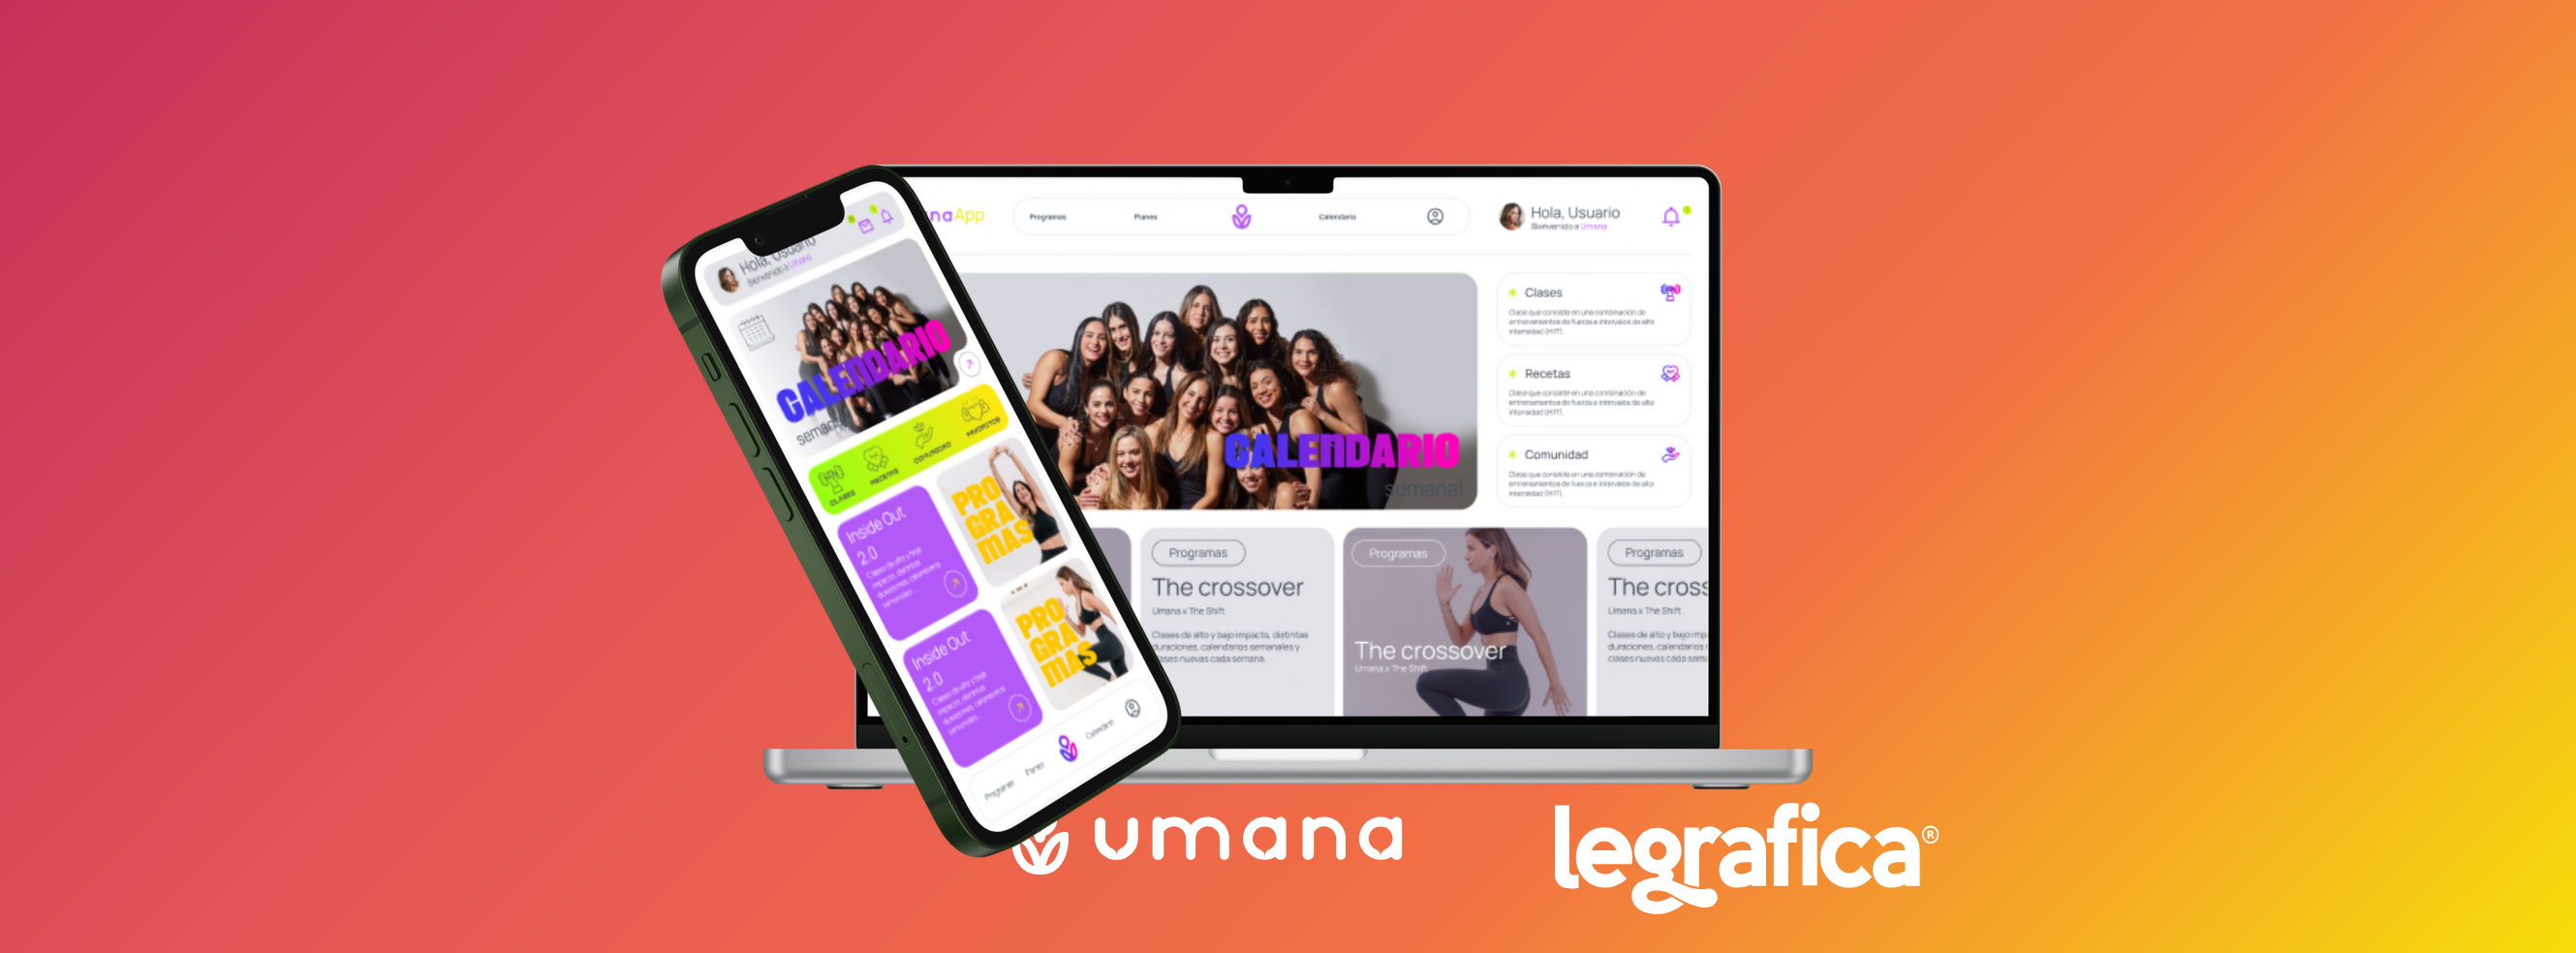 Hola, Usuario
Bienvenido a Umana
CALENDARIO
semana
CLASES
RECETAS
COMUNIDAD
FAVORITOS
Inside Out
2.0
Clases de alto y bajo
impacto, distintas
duraciones, calendarios
semanales...
PRO
GRA
MAS
Inside Out
2.0
Clases de alto y bajo
impacto, distintas
duraciones, calendarios
semanales...
PRO
GRA
MAS
Programas
Planes
Calendario
naApp
Programas
Planes
Calendario
Hola, Usuario
Bienvenido a Umana
CALENDARIO
semanal
Clases
Clase que consiste en una combinación de
entrenamientos de fuerza e intervalos de alta
intensidad (HIIT).
Recetas
Clase que consiste en una combinación de
entrenamientos de fuerza e intervalos de alta
intensidad (HIIT).
Comunidad
Clase que consiste en una combinación de
entrenamientos de fuerza e intervalos de alta
intensidad (HIIT).
Programas
The crossover
Umana x The Shift
Clases de alto y bajo impacto, distintas
duraciones, calendarios semanales y
clases nuevas cada semana.
Programas
The crossover
Umana x The Shift
Programas
The cross
Umana x The Shift
Clases de alto y bajo imp
duraciones, calendarios
clases nuevas cada sema
umana
legrafica®